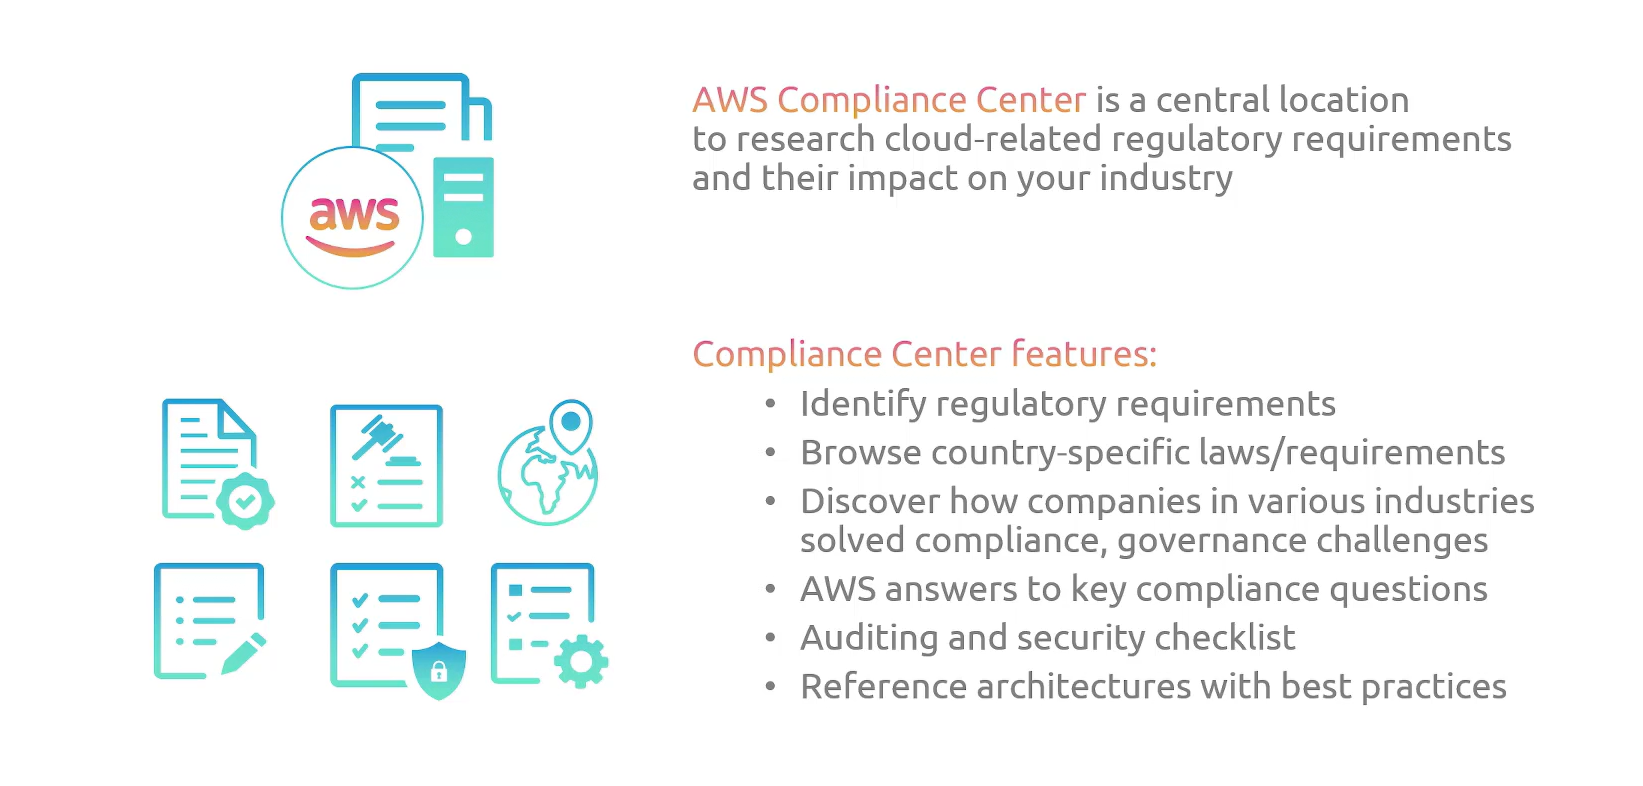 aws
AWS Compliance Center is a central location
to research cloud-related regulatory requirements
and their impact on your industry
Compliance Center features:
• Identify regulatory requirements
• Browse country-specific laws/requirements
• Discover how companies in various industries
solved compliance, governance challenges
• AWS answers to key compliance questions
• Auditing and security checklist
• Reference architectures with best practices